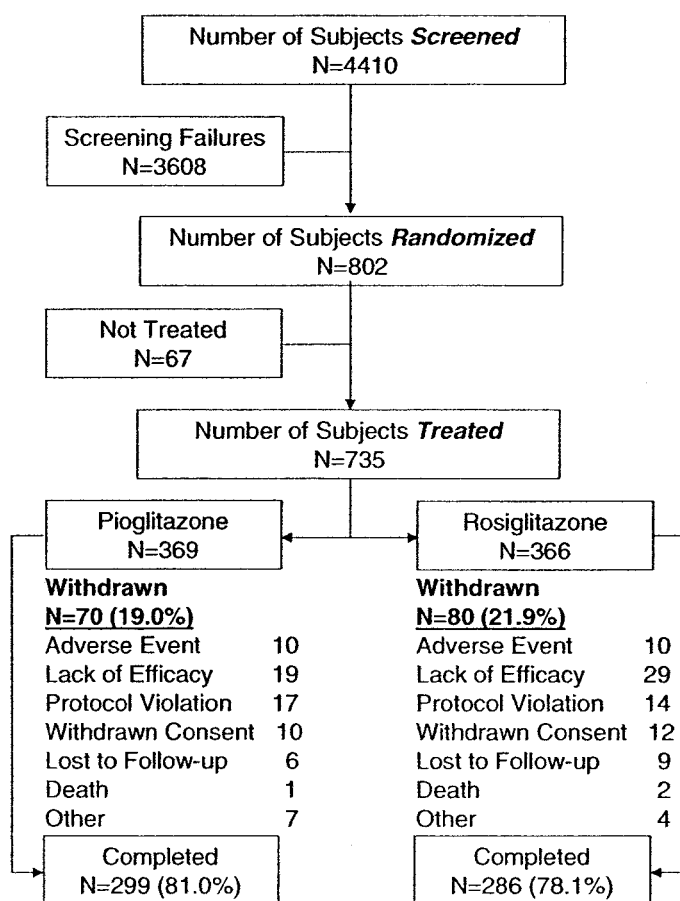 Number of Subjects Screened
N=4410
Screening Failures
N=3608
Number of Subjects Randomized
N=802
Not Treated
N=67
Number of Subjects Treated
N=735
Pioglitazone
N=369
Withdrawn
N=70 (19.0%)
Adverse Event 10
Lack of Efficacy 19
Protocol Violation 17
Withdrawn Consent 10
Lost to Follow-up 6
Death 1
Other 7
Completed
N=299 (81.0%)
Rosiglitazone
N=366
Withdrawn
N=80 (21.9%)
Adverse Event 10
Lack of Efficacy 29
Protocol Violation 14
Withdrawn Consent 12
Lost to Follow-up 9
Death 2
Other 4
Completed
N=286 (78.1%)